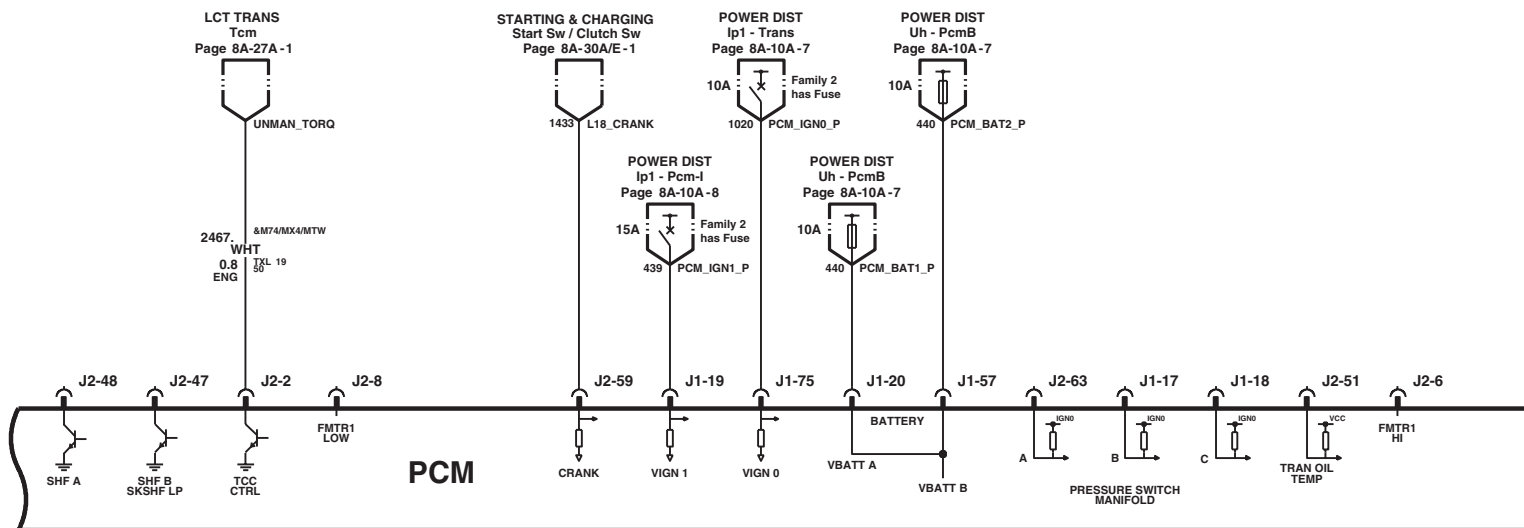 LCT TRANS
Tcm
Page 8A-27A-1
UNMAN_TORQ
2467.
&M74/MX4/MTW
WHT
0.8
TXL 19
50
ENG
STARTING & CHARGING
Start Sw / Clutch Sw
Page 8A-30A/E-1
1433
L18_CRANK
POWER DIST
Ip1 - Trans
Page 8A-10A-7
10A
Family 2
has Fuse
1020
PCM_IGN0_P
POWER DIST
Uh - PcmB
Page 8A-10A-7
10A
440
PCM_BAT2_P
POWER DIST
Ip1 - Pcm-I
Page 8A-10A-8
15A
Family 2
has Fuse
439
PCM_IGN1_P
POWER DIST
Uh - PcmB
Page 8A-10A-7
10A
440
PCM_BAT1_P
J2-48
J2-47
J2-2
J2-8
J2-59
J1-19
J1-75
J1-20
J1-57
J2-63
J1-17
J1-18
J2-51
J2-6
SHF A
SHF B
SKSHF LP
TCC
CTRL
FMTR1
LOW
PCM
CRANK
VIGN 1
VIGN 0
BATTERY
VBATT A
VBATT B
IGN0
A
IGN0
B
IGN0
C
PRESSURE SWITCH
MANIFOLD
VCC
TRAN OIL
TEMP
FMTR1
HI